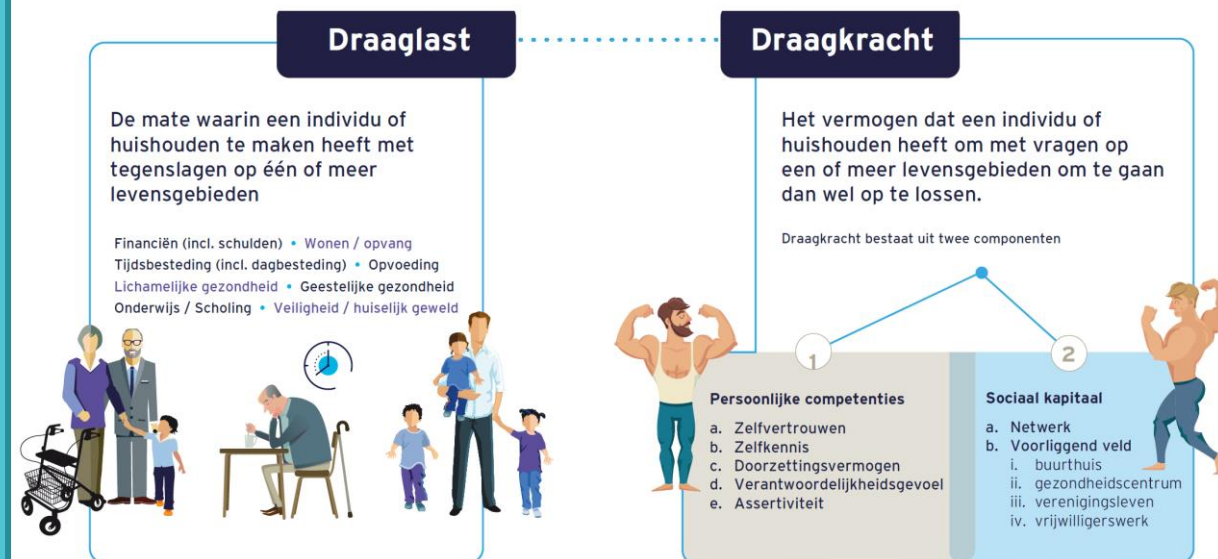 Draaglast
De mate waarin een individu of
huishouden te maken heeft met
tegenslagen op één of meer
levensgebieden
Financiën (incl. schulden) • Wonen / opvang
Tijdsbesteding (incl. dagbesteding) • Opvoeding
Lichamelijke gezondheid • Geestelijke gezondheid
Onderwijs / Scholing • Veiligheid / huiselijk geweld
Draagkracht
Het vermogen dat een individu of
huishouden heeft om met vragen op
een of meer levensgebieden om te gaan
dan wel op te lossen.
Draagkracht bestaat uit twee componenten
1
Persoonlijke competenties
a. Zelfvertrouwen
b. Zelfkennis
c. Doorzettingsvermogen
d. Verantwoordelijkheidsgevoel
e. Assertiviteit
2
Sociaal kapitaal
a. Netwerk
b. Voorliggend veld
i. buurthuis
ii. gezondheidscentrum
iii. verenigingsleven
iv. vrijwilligerswerk